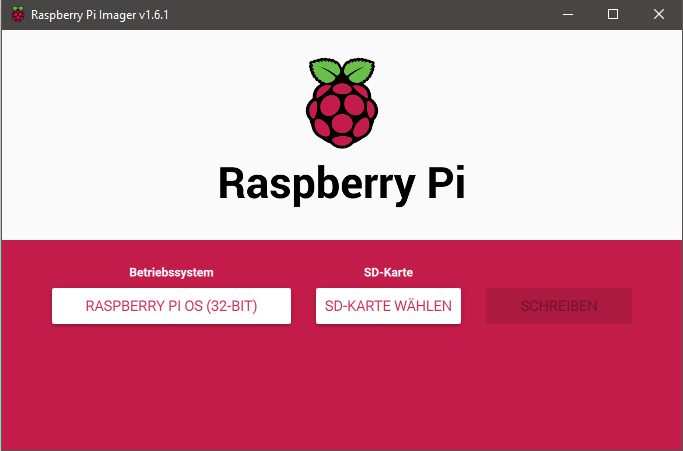 Raspberry Pi Imager v1.6.1
Raspberry Pi
Betriebssystem
SD-Karte
RASPBERRY PI OS (32-BIT)
SD-KARTE WÄHLEN
SCHREIBEN